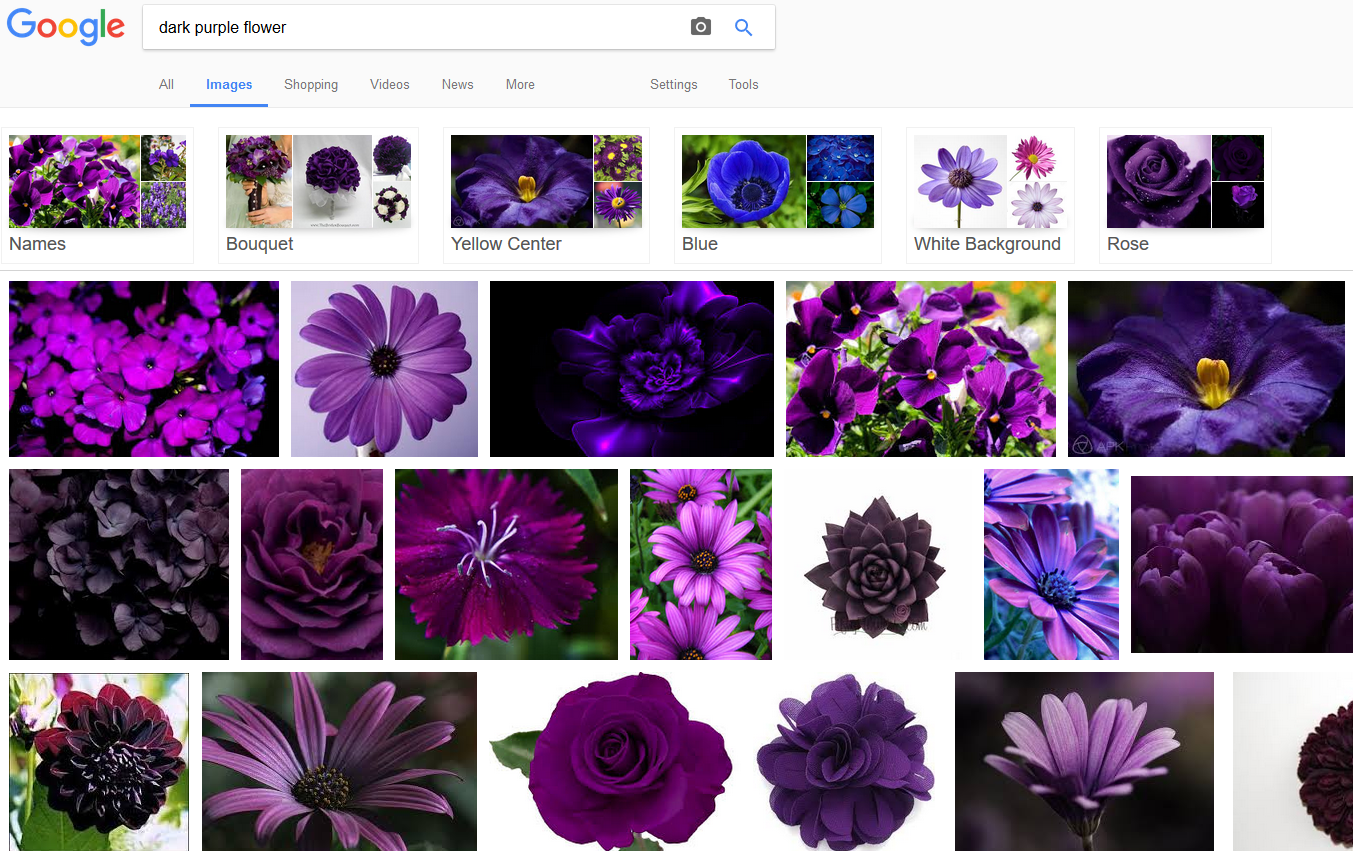 Google
dark purple flower
All Images Shopping Videos News More Settings Tools
Names Bouquet Yellow Center Blue White Background Rose